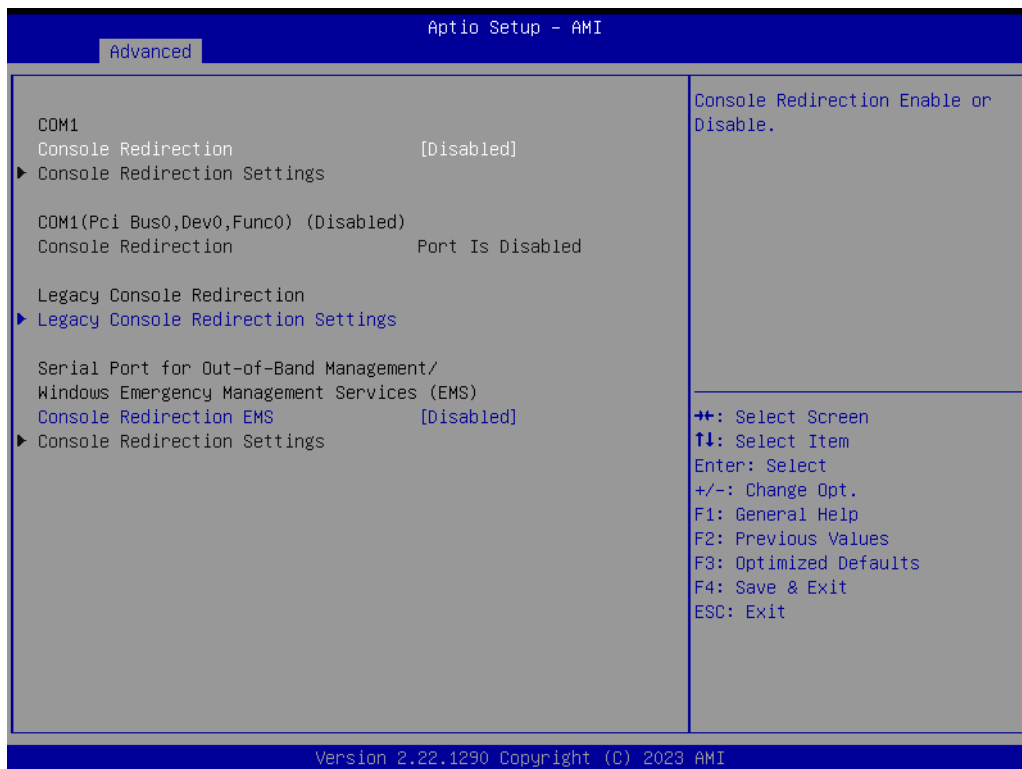 Aptio Setup – AMI
Advanced
COM1
Console Redirection [Disabled]
▶ Console Redirection Settings
COM1(Pci Bus0,Dev0,Func0) (Disabled)
Console Redirection Port Is Disabled
Legacy Console Redirection
▶ Legacy Console Redirection Settings
Serial Port for Out-of-Band Management/
Windows Emergency Management Services (EMS)
Console Redirection EMS [Disabled]
▶ Console Redirection Settings
Console Redirection Enable or
Disable.
→←: Select Screen
↑↓: Select Item
Enter: Select
+/-: Change Opt.
F1: General Help
F2: Previous Values
F3: Optimized Defaults
F4: Save & Exit
ESC: Exit
Version 2.22.1290 Copyright (C) 2023 AMI